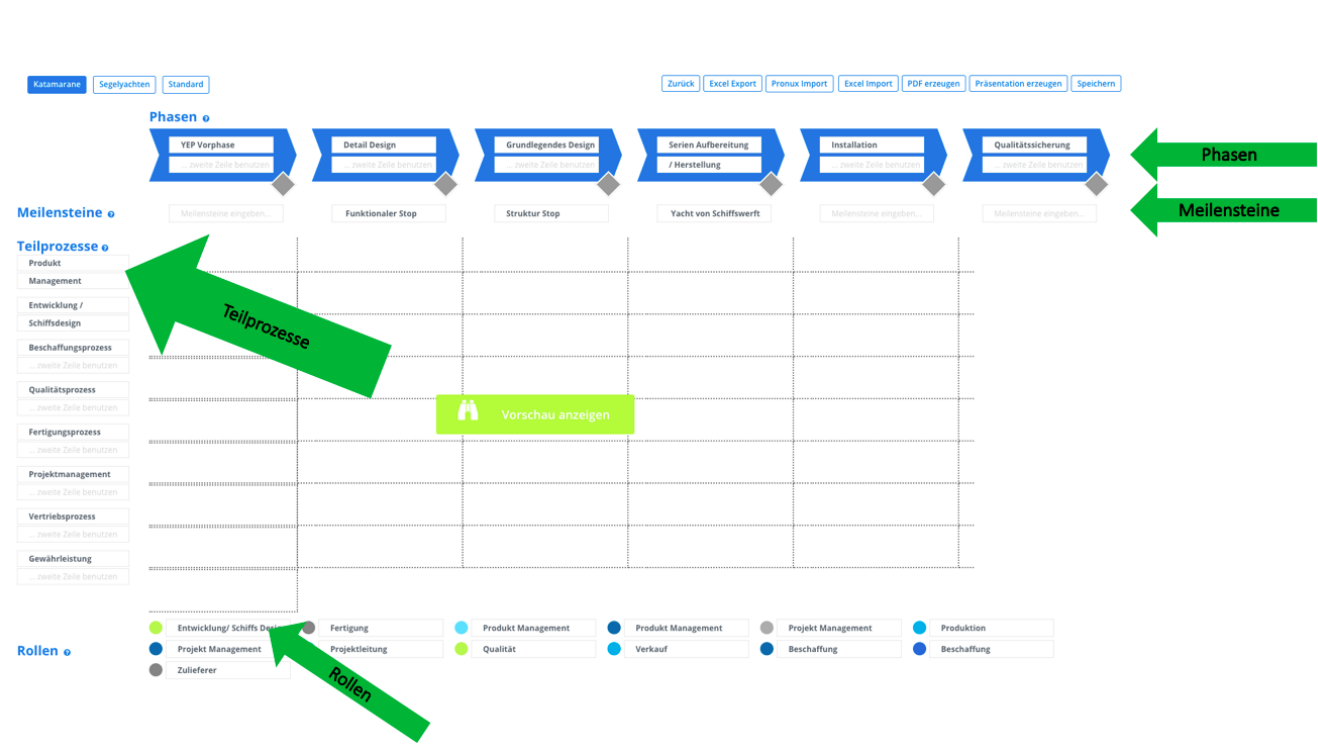 Katamarane Segelyachten Standard Zurück Excel Export Pronux Import Excel Import PDF erzeugen Präsentation erzeugen Speichern
Phasen
YEP Vorphase Detail Design Grundlegendes Design Serien Aufbereitung Installation Qualitätssicherung
... zweite Zeile benutzen ... zweite Zeile benutzen ... zweite Zeile benutzen / Herstellung ... zweite Zeile benutzen ... zweite Zeile benutzen
Phasen
Meilensteine Meilensteine eingeben... Funktionaler Stop Struktur Stop Yacht von Schiffswerft Meilensteine eingeben... Meilensteine eingeben...
Meilensteine
Teilprozesse
Produkt
Management
Entwicklung /
Schiffsdesign
Beschaffungsprozess
... zweite Zeile benutzen
Qualitätsprozess
... zweite Zeile benutzen
Fertigungsprozess
... zweite Zeile benutzen
Projektmanagement
... zweite Zeile benutzen
Vertriebsprozess
... zweite Zeile benutzen
Gewährleistung
... zweite Zeile benutzen
Teilprozesse
Vorschau anzeigen
Rollen
Entwicklung/ Schiffs Fertigung Produkt Management Produkt Management Projekt Management Produktion
Projekt Management Projektleitung Qualität Verkauf Beschaffung Beschaffung
Zulieferer
Rollen